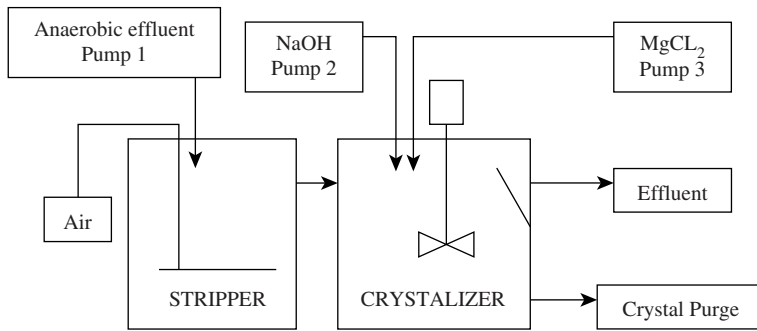 Anaerobic effluent
Pump 1
NaOH
Pump 2
MgCL₂
Pump 3
Air
Effluent
STRIPPER
CRYSTALIZER
Crystal Purge